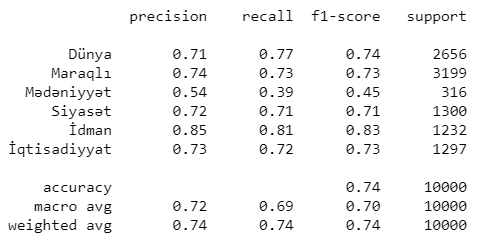 precision recall f1-score support
Dünya 0.71 0.77 0.74 2656
Maraqlı 0.74 0.73 0.73 3199
Mədəniyyət 0.54 0.39 0.45 316
Siyasət 0.72 0.71 0.71 1300
İdman 0.85 0.81 0.83 1232
İqtisadiyyat 0.73 0.72 0.73 1297
accuracy 0.74 10000
macro avg 0.72 0.69 0.70 10000
weighted avg 0.74 0.74 0.74 10000